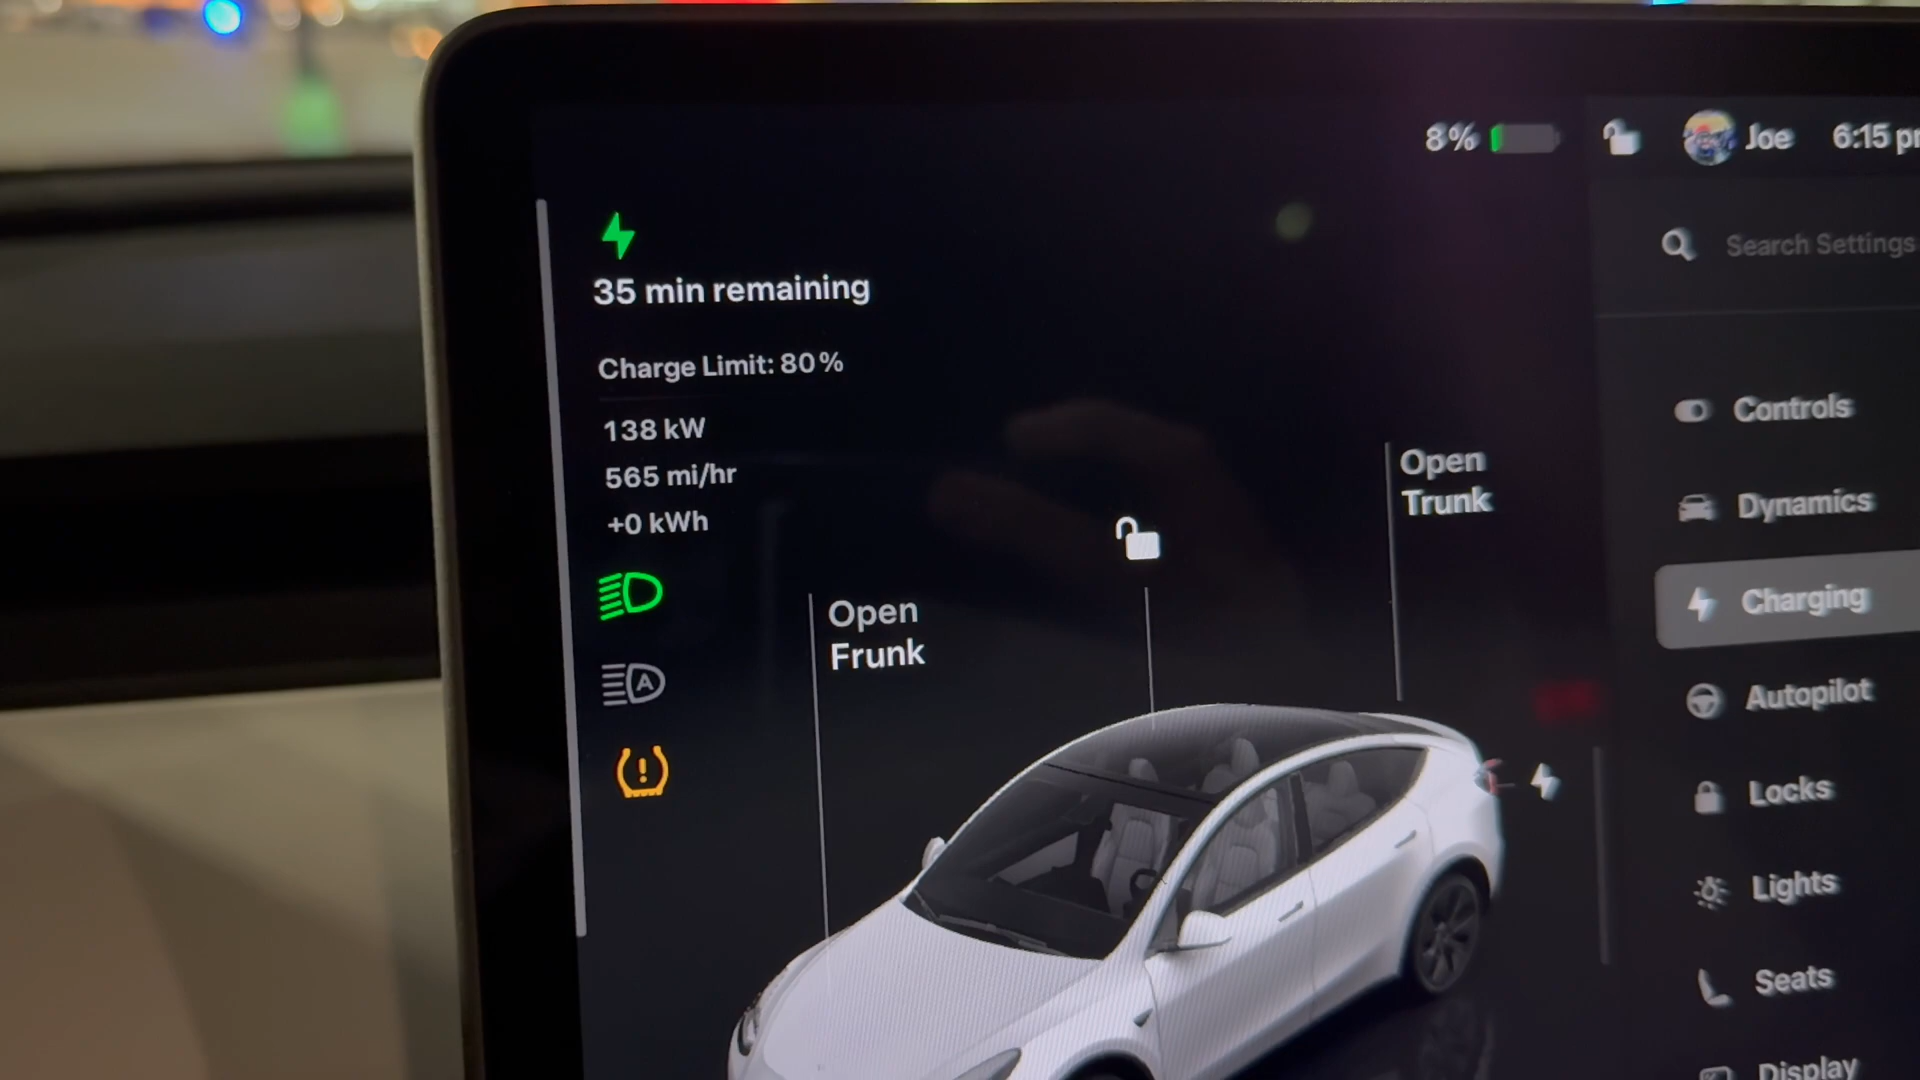 8%
Joe
6:15 pm
35 min remaining
Charge Limit: 80%
138 kW
565 mi/hr
+0 kWh
Open
Frunk
Open
Trunk
Search Settings
Controls
Dynamics
Charging
Autopilot
Locks
Lights
Seats
Display